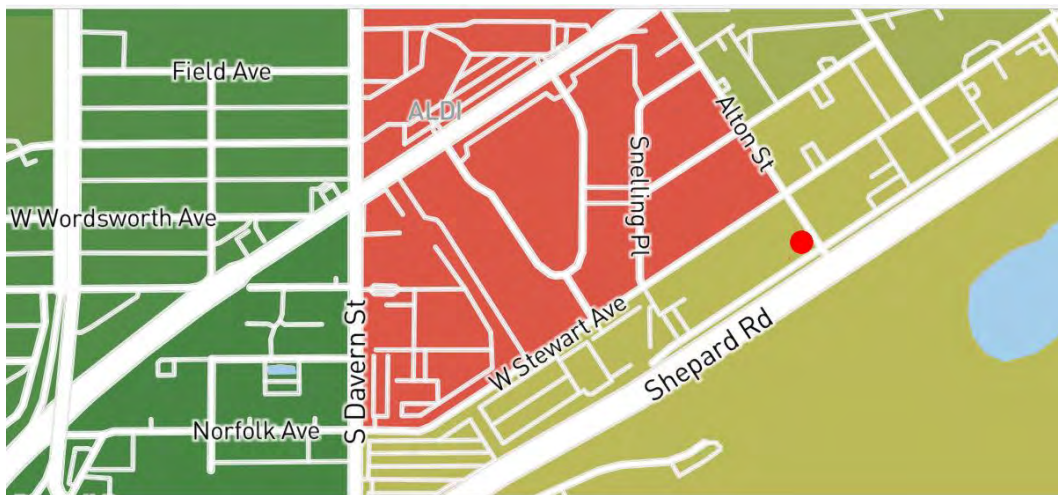 Field Ave
ALDI
Alton St
Snelling Pl
W Wordsworth Ave
S Davern St
W Stewart Ave
Shepard Rd
Norfolk Ave